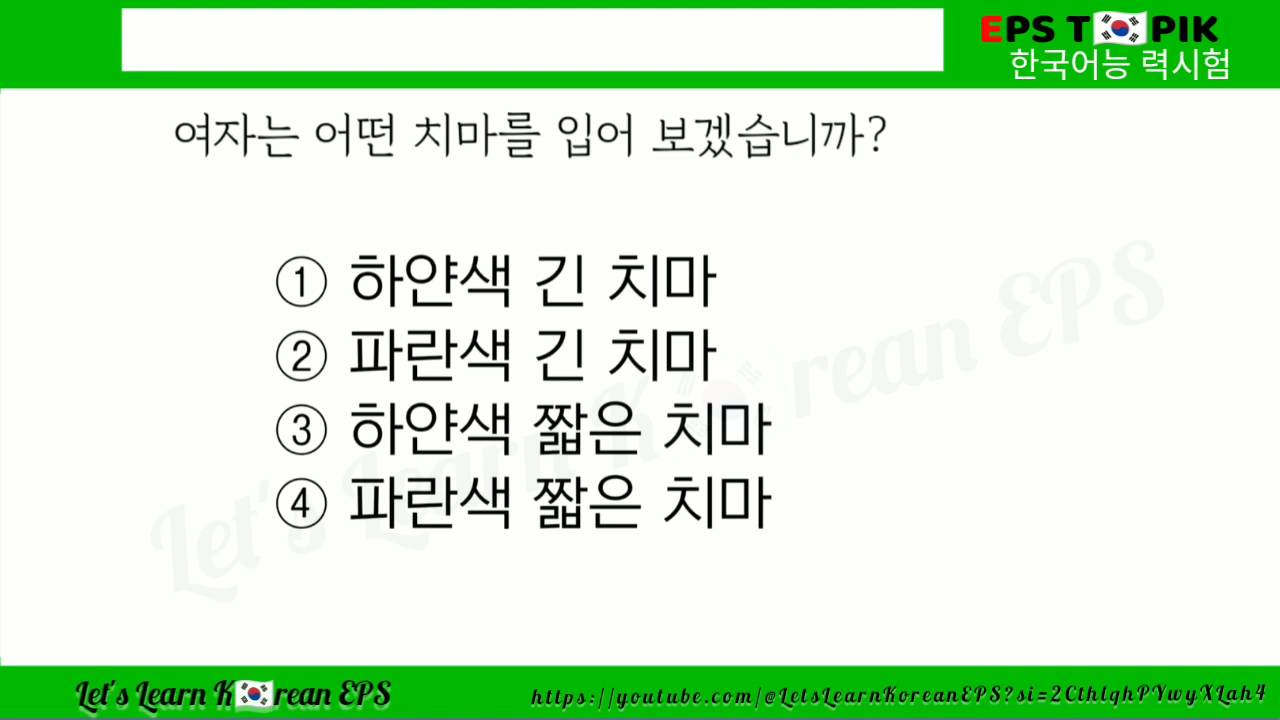 EPS TOPIK
한국어능 력시험
여자는 어떤 치마를 입어 보겠습니까?
① 하얀색 긴 치마
② 파란색 긴 치마
③ 하얀색 짧은 치마
④ 파란색 짧은 치마
Let's Learn Korean EPS
Let's Learn Korean EPS
https://youtube.com/@LetsLearnKoreanEPS?si=2CthlqhPYwyXLah4